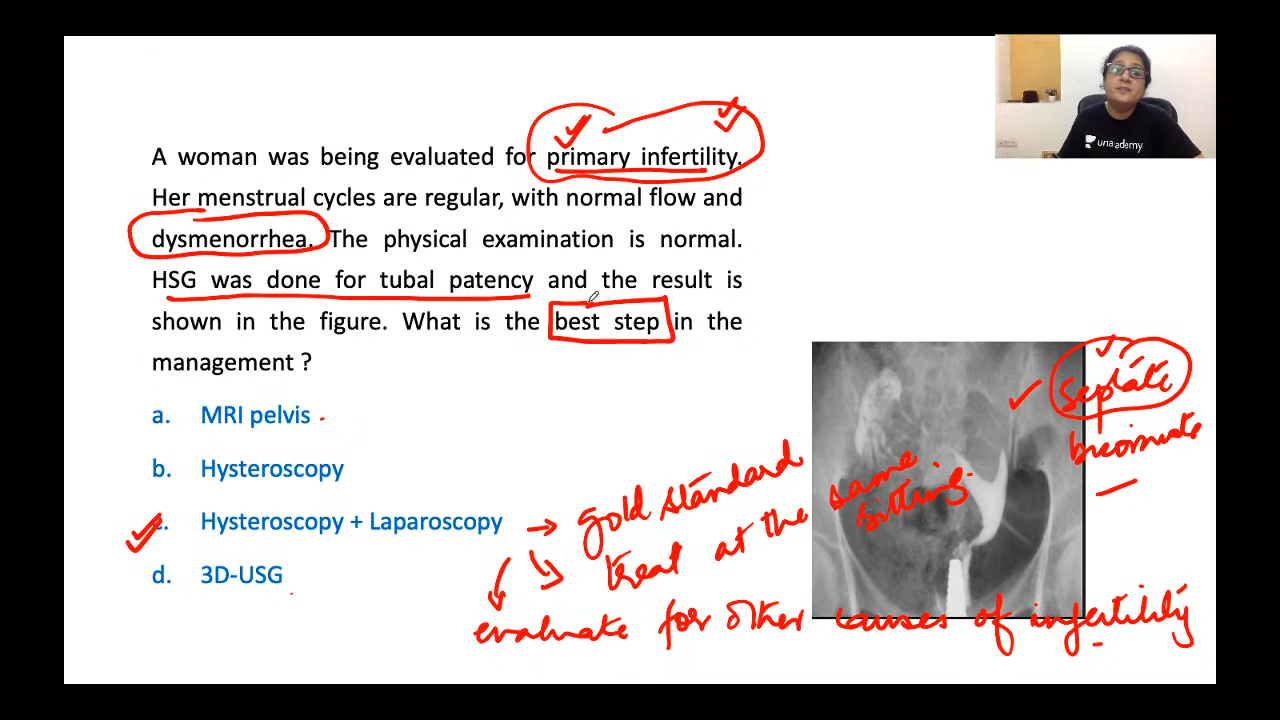 A woman was being evaluated for primary infertility.
Her menstrual cycles are regular, with normal flow and
dysmenorrhea. The physical examination is normal.
HSG was done for tubal patency and the result is
shown in the figure. What is the best step in the
management ?
a. MRI pelvis
b. Hysteroscopy
c. Hysteroscopy + Laparoscopy
d. 3D-USG
unacademy
Septate
bicornuate
gold standard
treat at the same
sitting.
evaluate for other causes of infertility